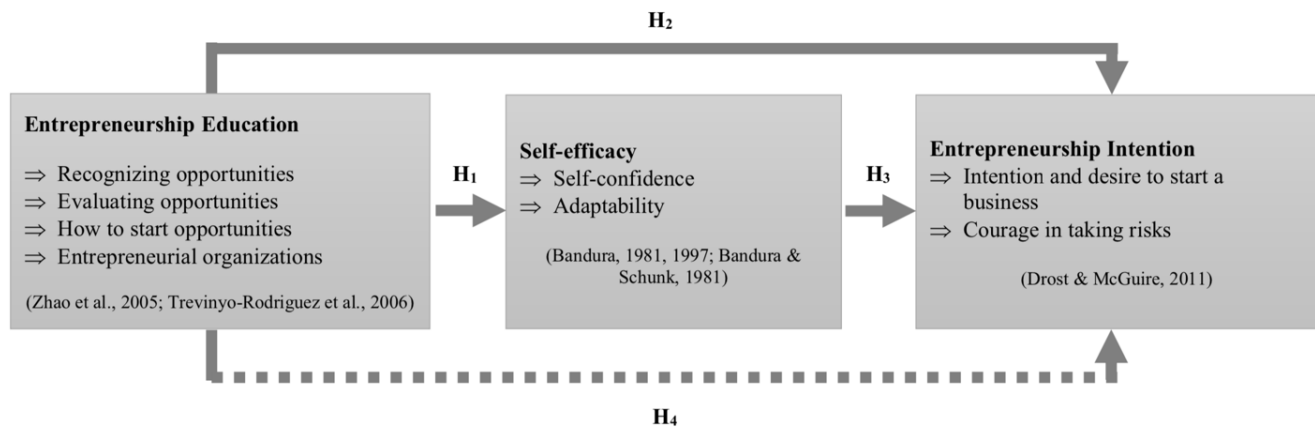 H₂
Entrepreneurship Education
⇒ Recognizing opportunities
⇒ Evaluating opportunities
⇒ How to start opportunities
⇒ Entrepreneurial organizations
(Zhao et al., 2005; Trevinyo-Rodriguez et al., 2006)
H₁
Self-efficacy
⇒ Self-confidence
⇒ Adaptability
(Bandura, 1981, 1997; Bandura &
Schunk, 1981)
H₃
Entrepreneurship Intention
⇒ Intention and desire to start a
business
⇒ Courage in taking risks
(Drost & McGuire, 2011)
H₄